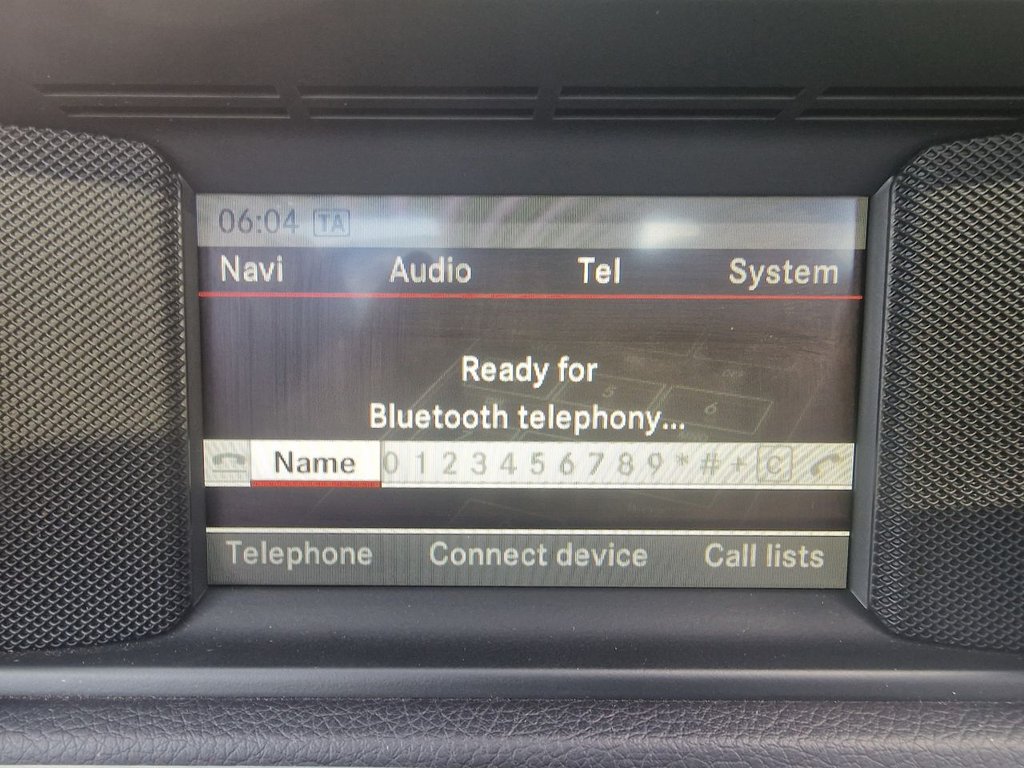 06:04 TA
Navi Audio Tel System
Ready for
Bluetooth telephony...
Name 0 1 2 3 4 5 6 7 8 9 * # + C
Telephone Connect device Call lists